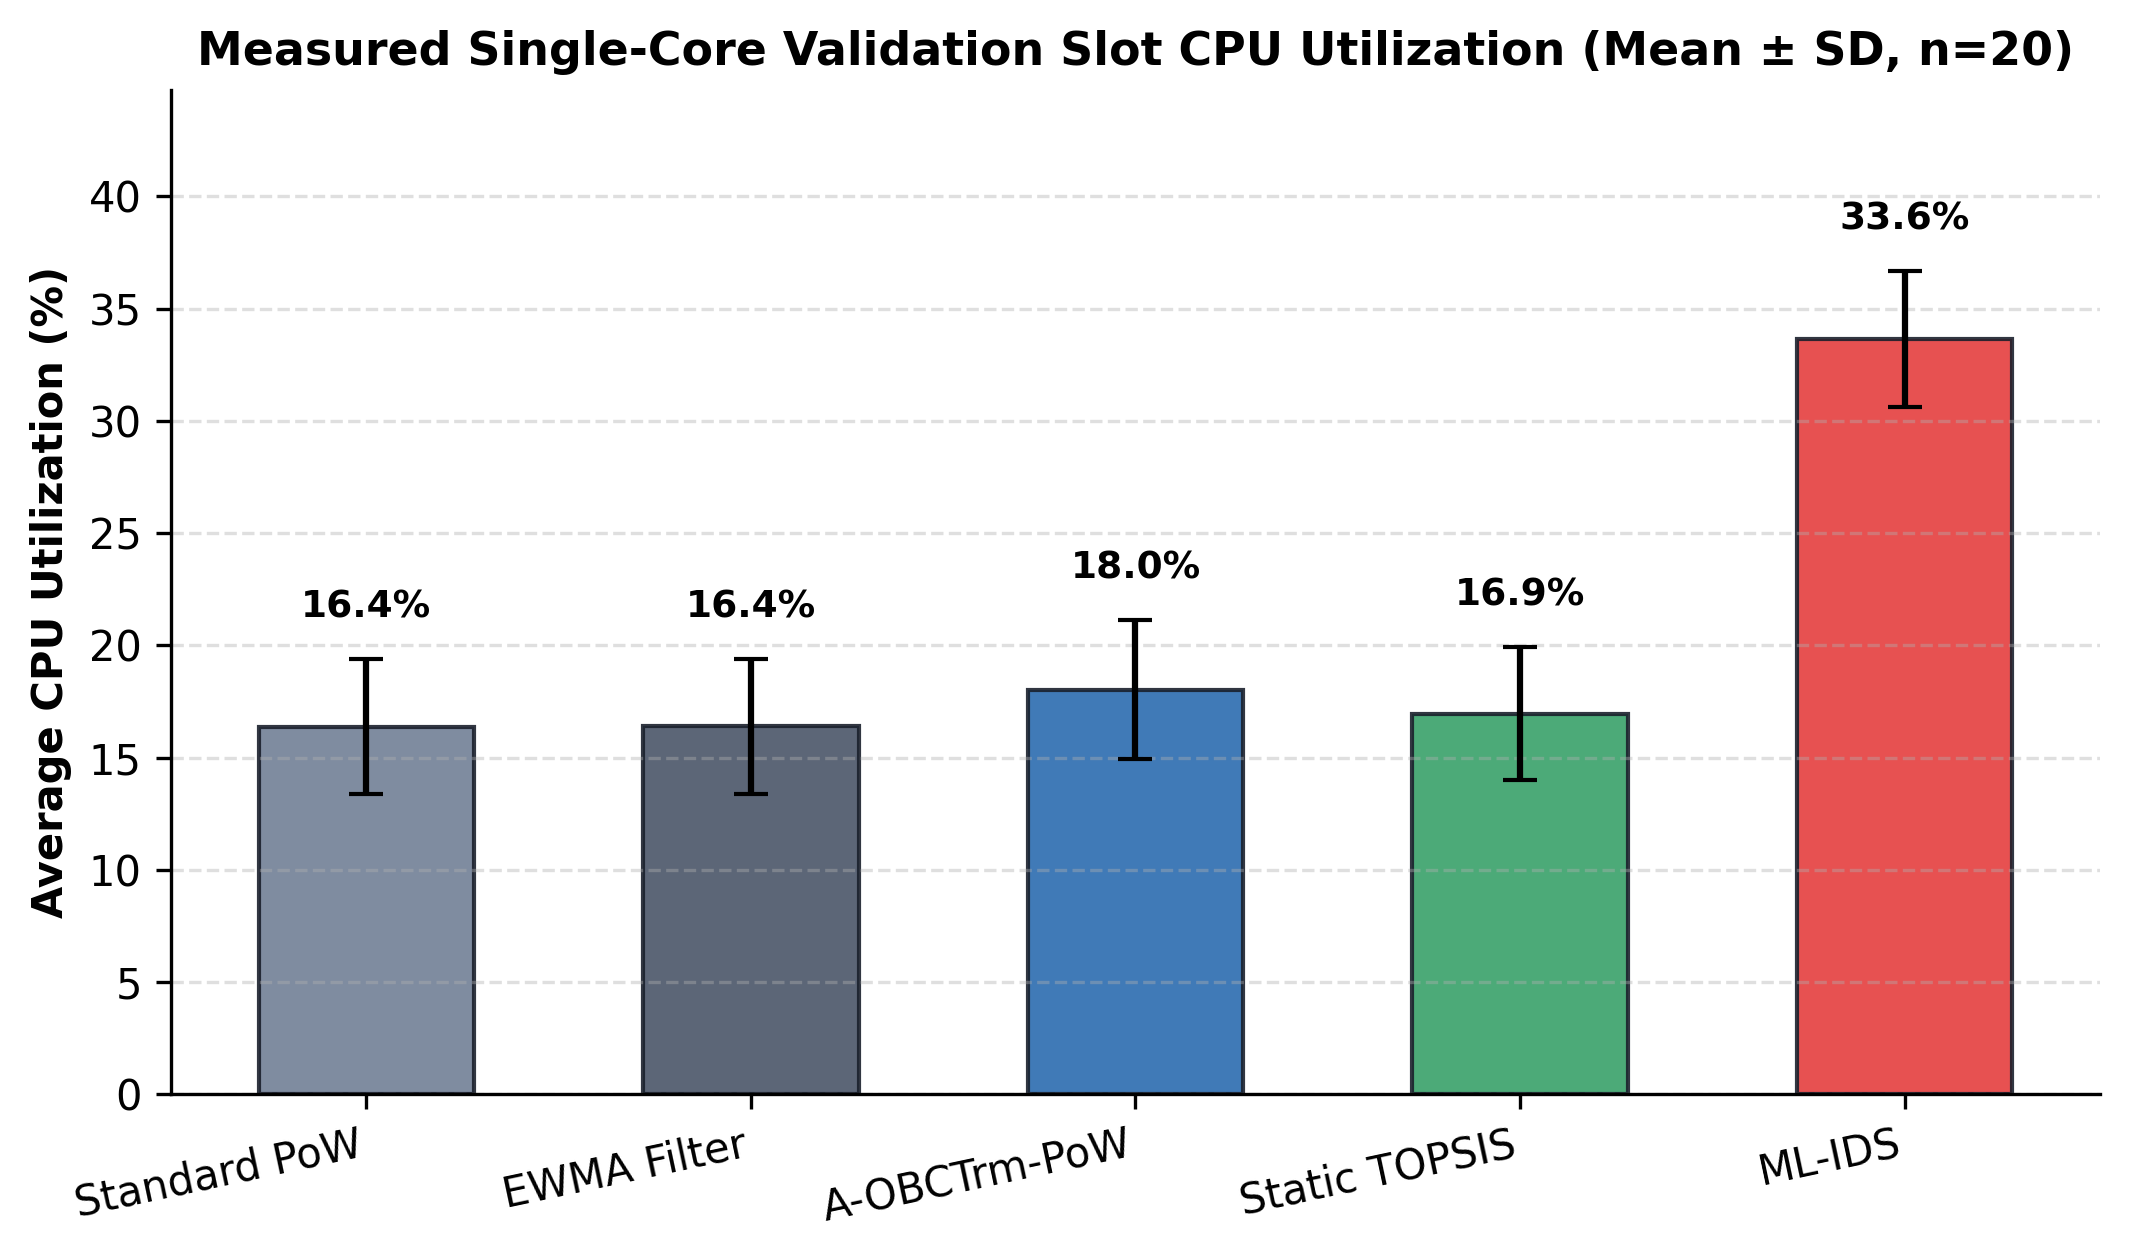 Measured Single-Core Validation Slot CPU Utilization (Mean ± SD, n=20)
Average CPU Utilization (%)
40
35
30
25
20
15
10
5
0
16.4%
16.4%
18.0%
16.9%
33.6%
Standard PoW
EWMA Filter
A-OBCTrm-PoW
Static TOPSIS
ML-IDS